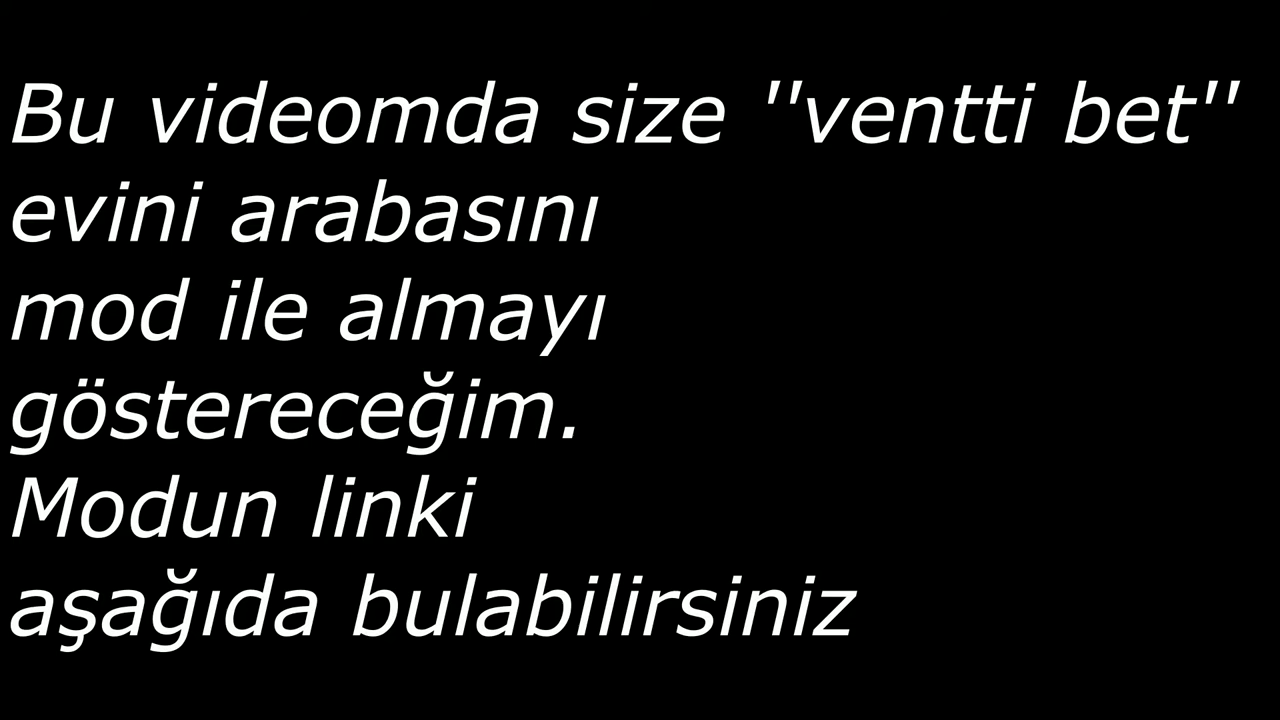 Bu videomda size ''ventti bet''
evini arabasını
mod ile almayı
göstereceğim.
Modun linki
aşağıda bulabilirsiniz